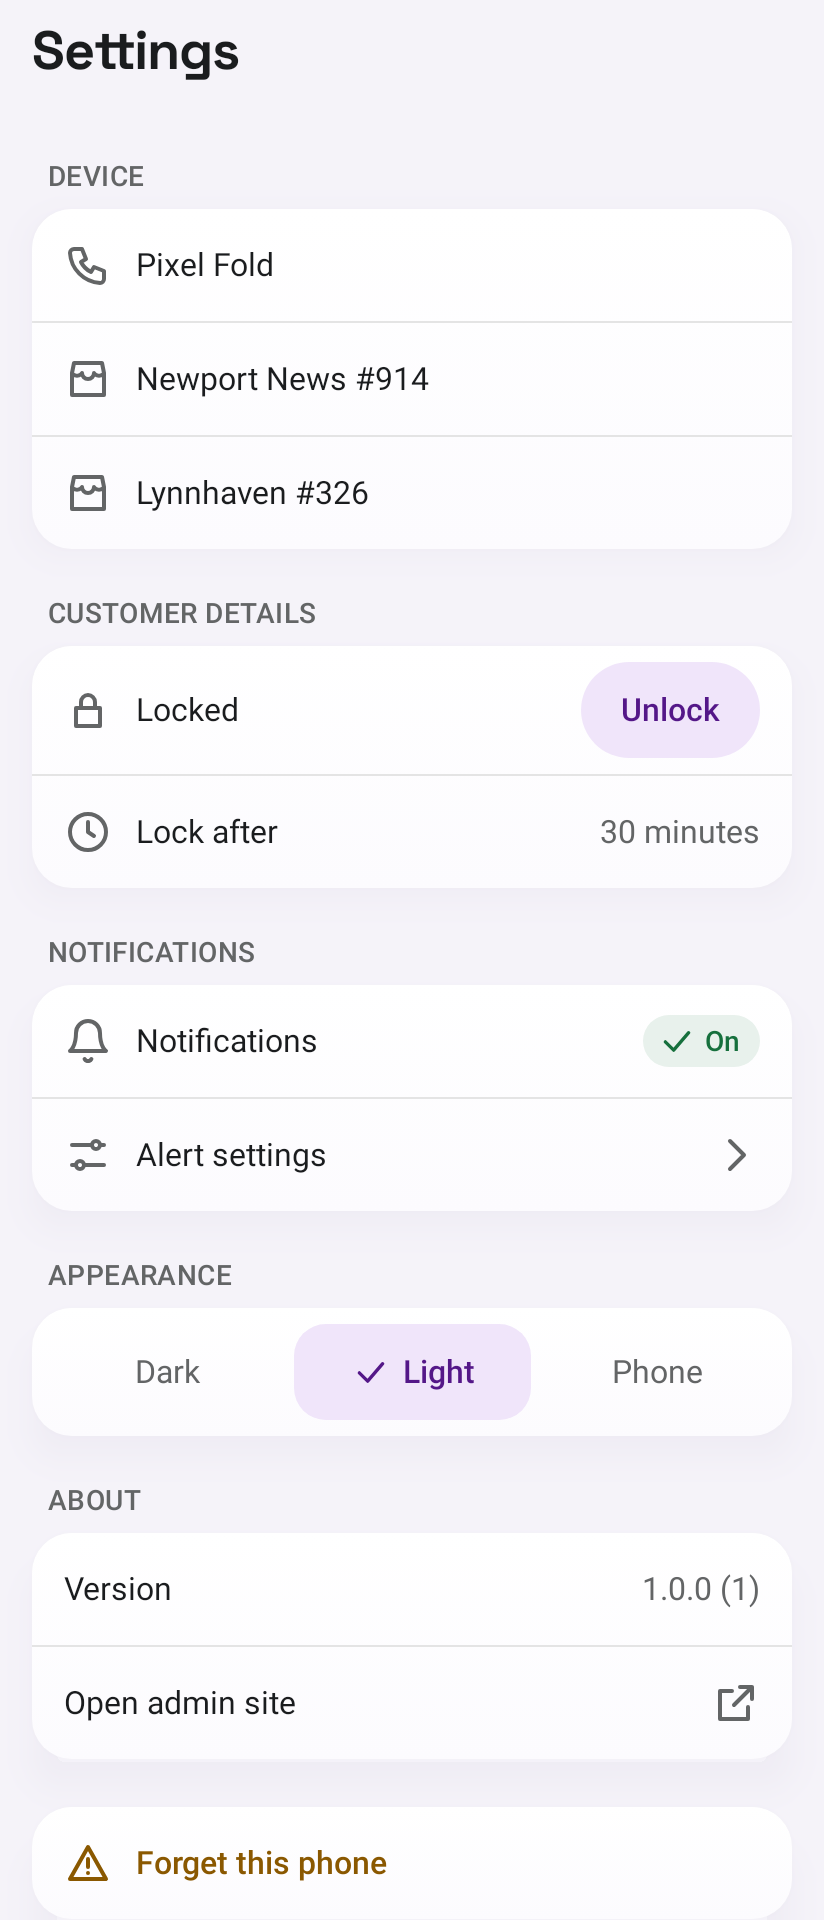 Settings
DEVICE
Pixel Fold
Newport News #914
Lynnhaven #326
CUSTOMER DETAILS
Locked Unlock
Lock after 30 minutes
NOTIFICATIONS
Notifications On
Alert settings
APPEARANCE
Dark Light Phone
ABOUT
Version 1.0.0 (1)
Open admin site
Forget this phone